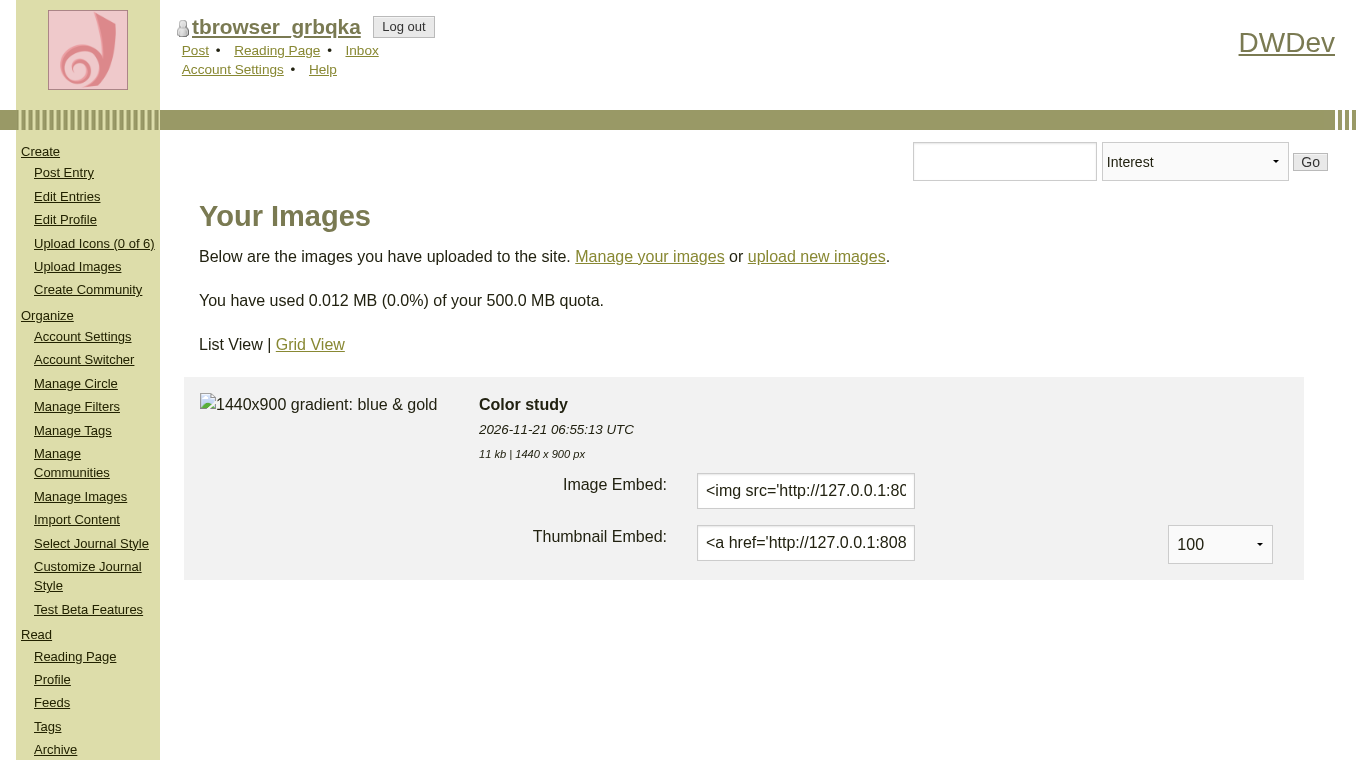 tbrowser_grbqka Log out
Post • Reading Page • Inbox
Account Settings • Help
DWDev
Create
Post Entry
Edit Entries
Edit Profile
Upload Icons (0 of 6)
Upload Images
Create Community
Organize
Account Settings
Account Switcher
Manage Circle
Manage Filters
Manage Tags
Manage
Communities
Manage Images
Import Content
Select Journal Style
Customize Journal
Style
Test Beta Features
Read
Reading Page
Profile
Feeds
Tags
Archive
Interest Go
Your Images
Below are the images you have uploaded to the site. Manage your images or upload new images.
You have used 0.012 MB (0.0%) of your 500.0 MB quota.
List View | Grid View
1440x900 gradient: blue & gold
Color study
2026-11-21 06:55:13 UTC
11 kb | 1440 x 900 px
Image Embed: <img src='http://127.0.0.1:80
Thumbnail Embed: <a href='http://127.0.0.1:808 100